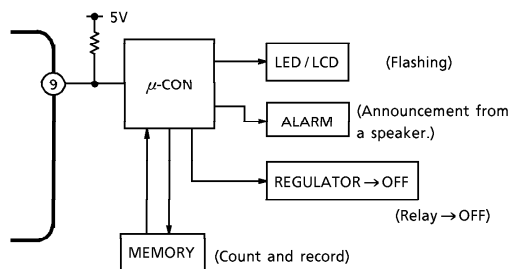 5V
9
μ-CON
LED / LCD
(Flashing)
ALARM
(Announcement from
a speaker.)
REGULATOR → OFF
(Relay → OFF)
MEMORY
(Count and record)